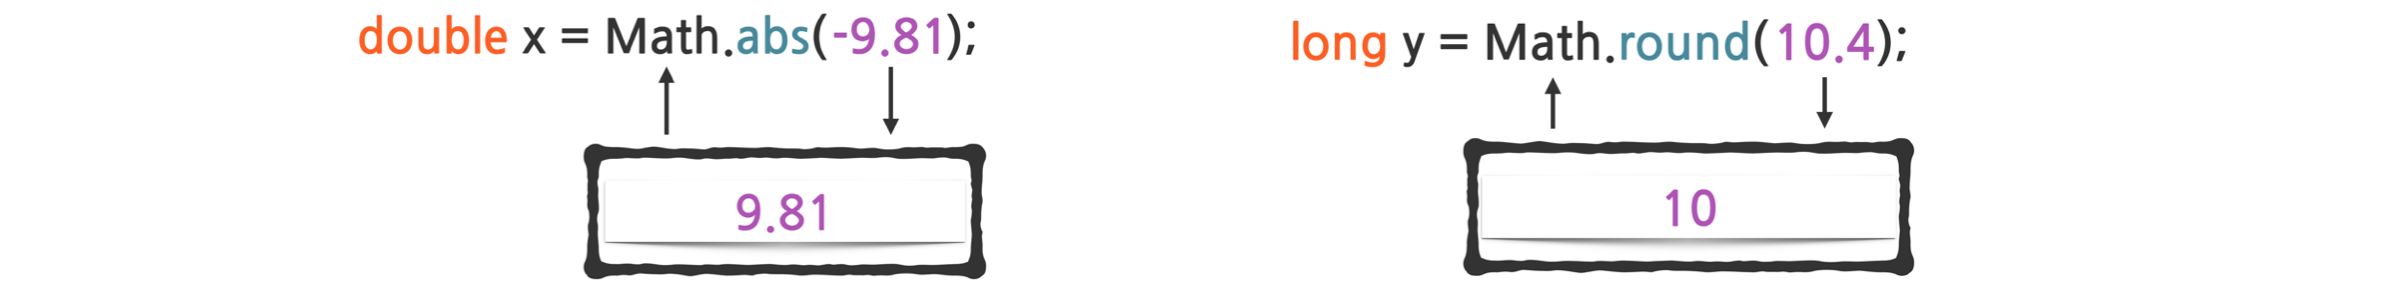 double x = Math.abs(-9.81);
9.81
long y = Math.round(10.4);
10